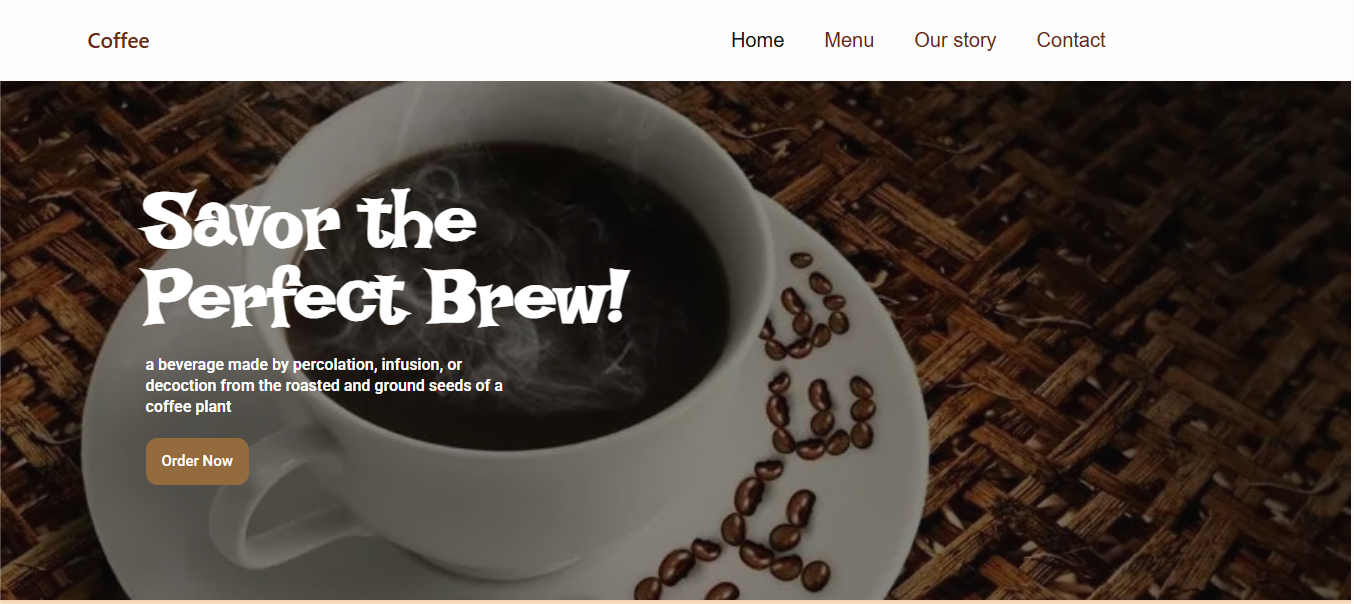 Coffee
Home Menu Our story Contact
Savor the
Perfect Brew!
a beverage made by percolation, infusion, or
decoction from the roasted and ground seeds of a
coffee plant
Order Now